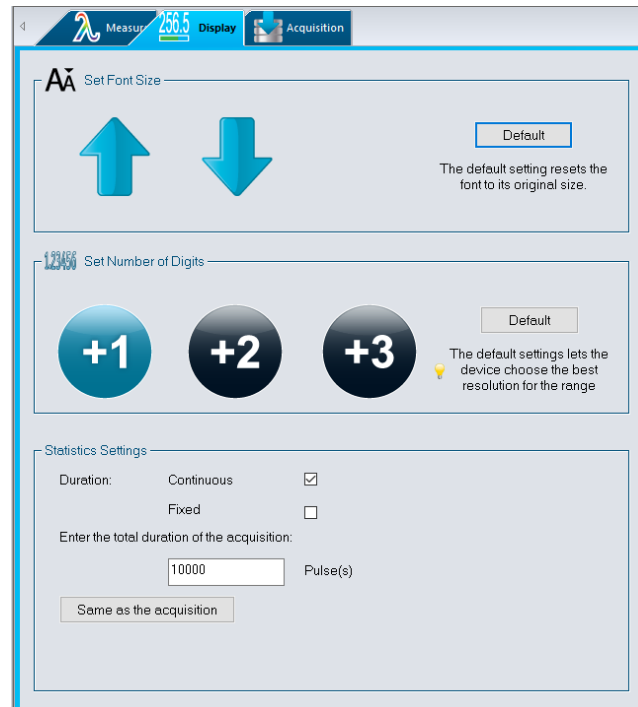 λ Measur 256.5 Display Acquisition
AA Set Font Size
Default
The default setting resets the
font to its original size.
123456 Set Number of Digits
+1 +2 +3
Default
The default settings lets the
device choose the best
resolution for the range
Statistics Settings
Duration: Continuous
Fixed
Enter the total duration of the acquisition:
10000 Pulse(s)
Same as the acquisition